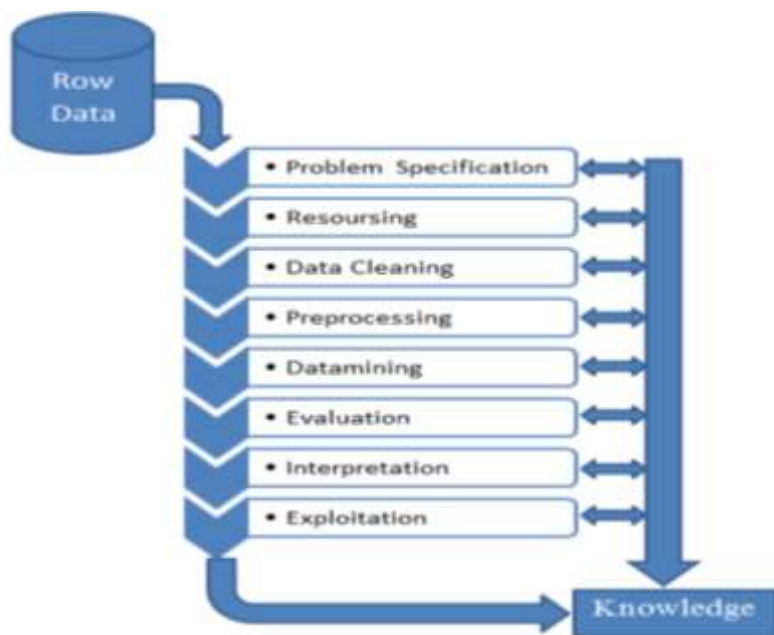 Row
Data
• Problem Specification
• Resoursing
• Data Cleaning
• Preprocessing
• Datamining
• Evaluation
• Interpretation
• Exploitation
Knowledge